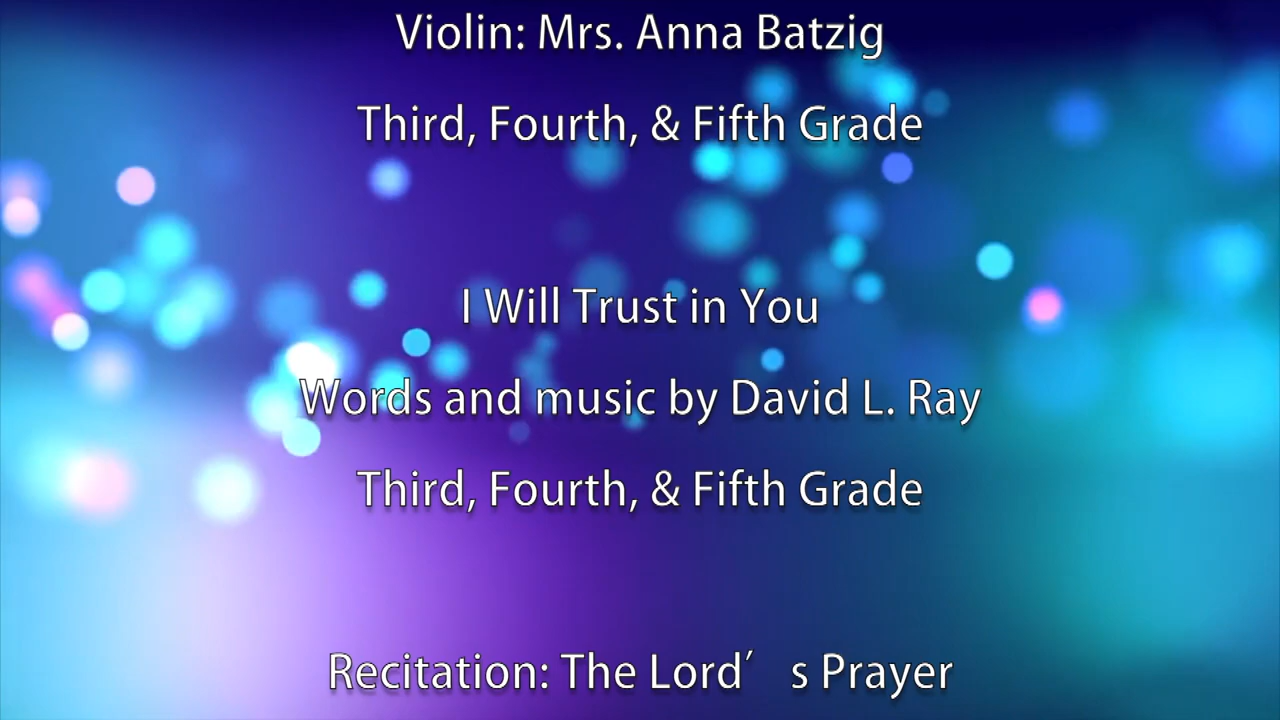 Violin: Mrs. Anna Batzig
Third, Fourth, & Fifth Grade
I Will Trust in You
Words and music by David L. Ray
Third, Fourth, & Fifth Grade
Recitation: The Lord′s Prayer